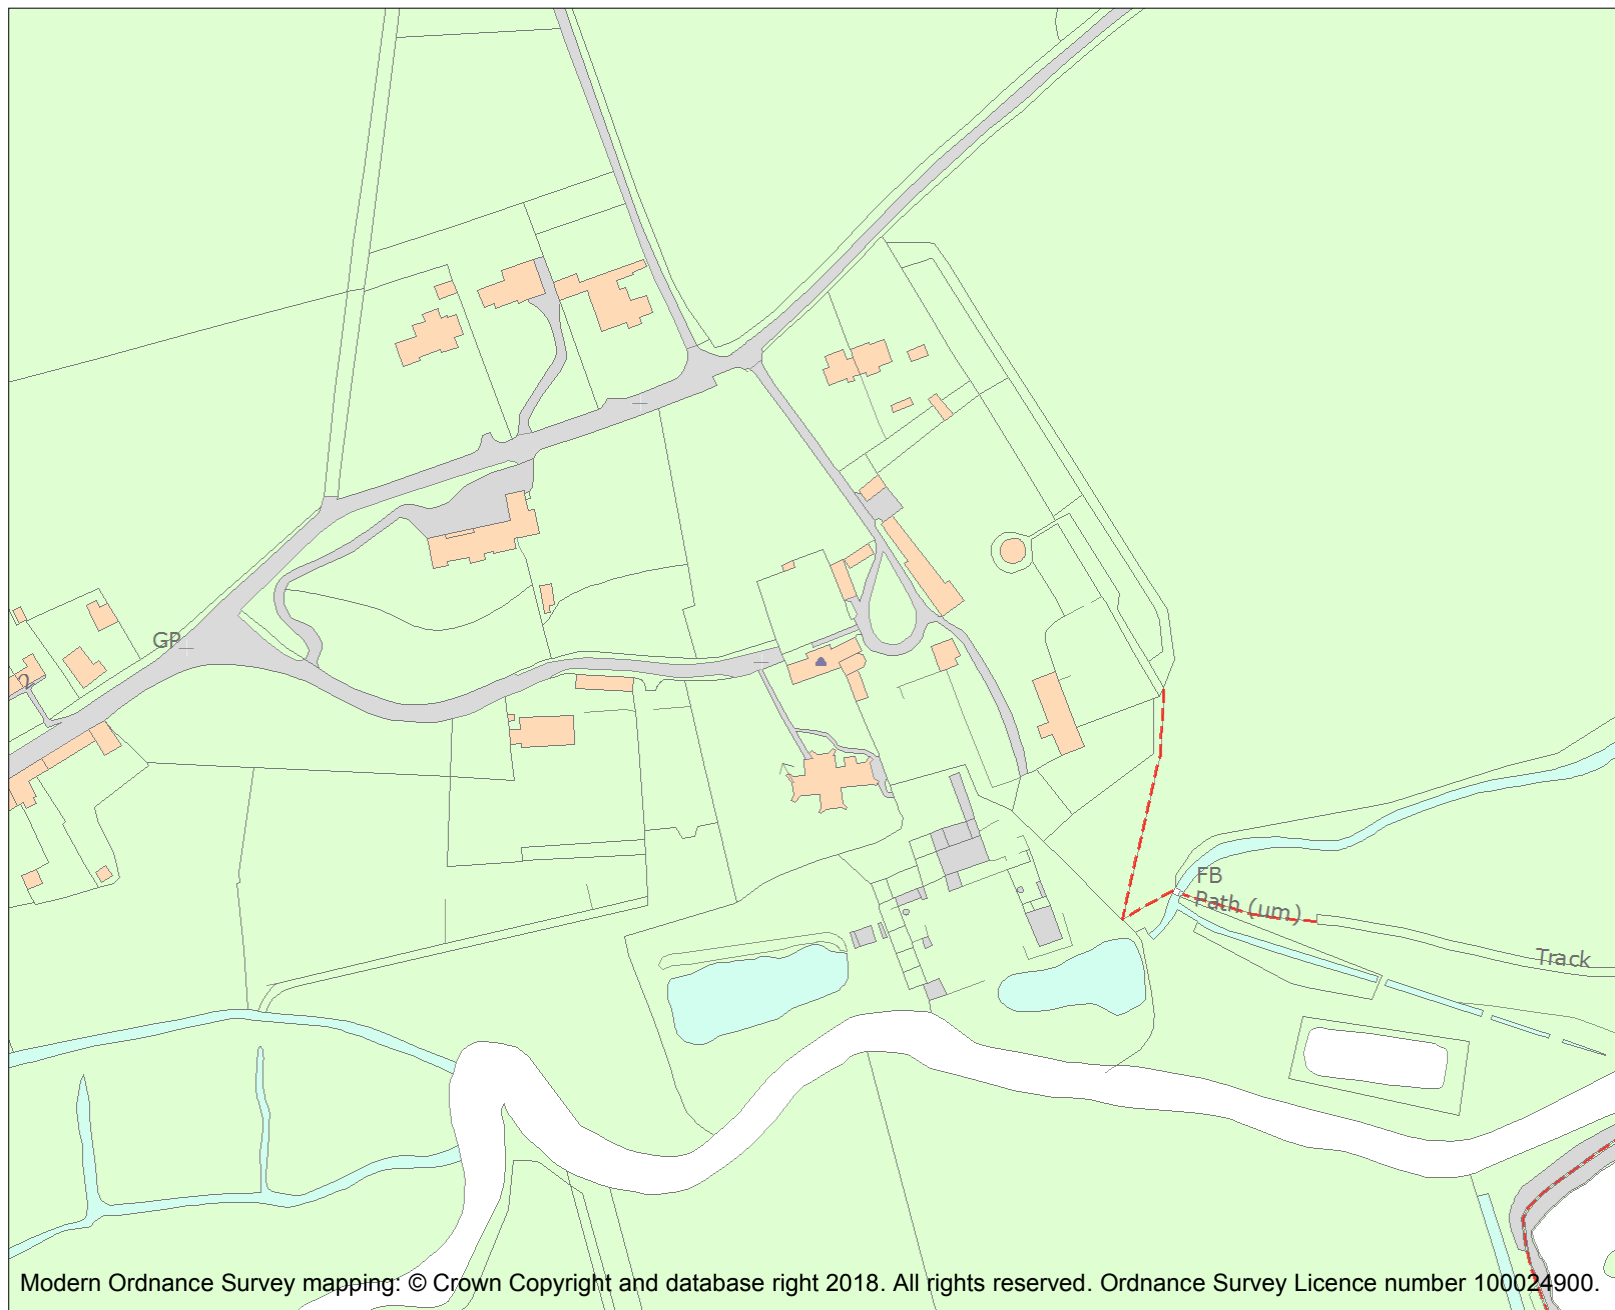 GP
2
FB
Path (um)
Track
Modern Ordnance Survey mapping: © Crown Copyright and database right 2018. All rights reserved. Ordnance Survey Licence number 100024900.